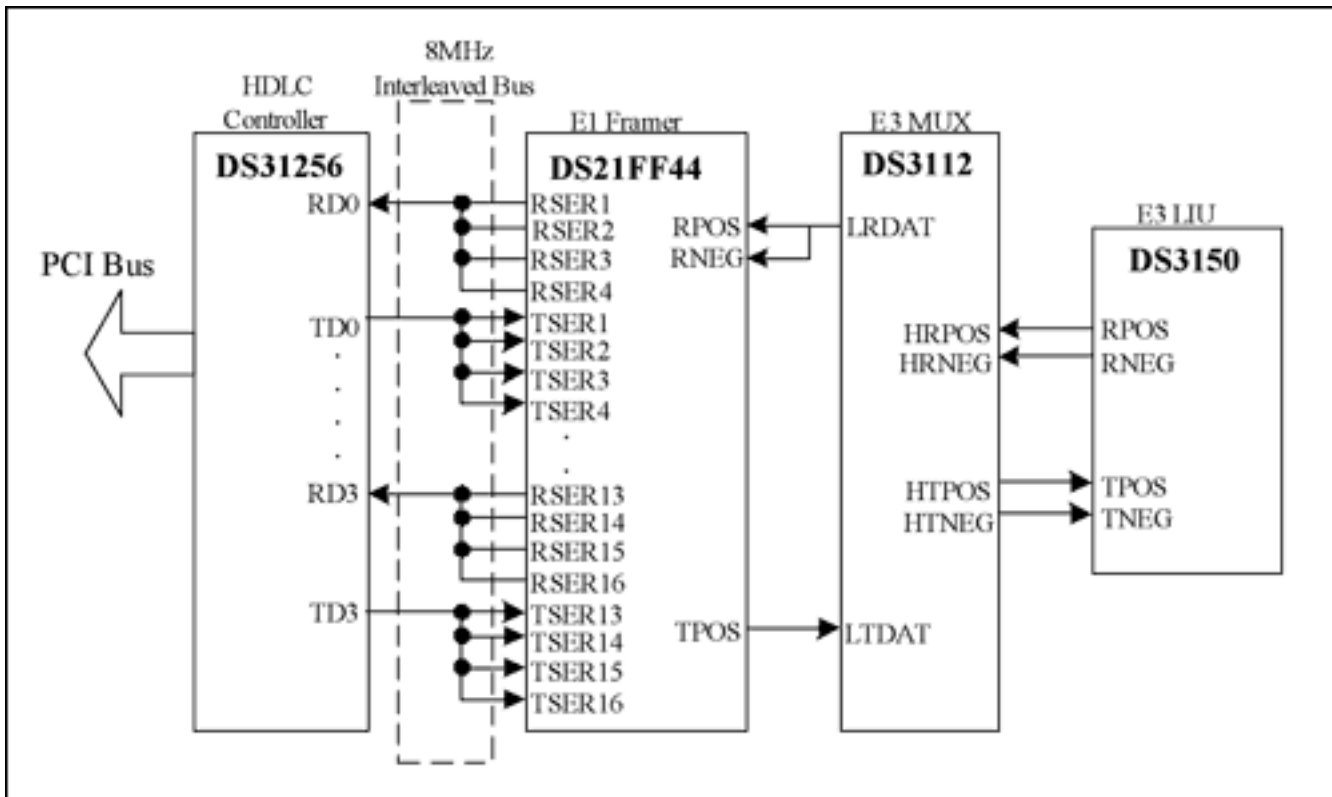 8MHz
Interleaved Bus
HDLC
Controller
DS31256
RD0
TD0
.
.
.
.
RD3
TD3
PCI Bus
E1 Framer
DS21FF44
RSER1
RSER2
RSER3
RSER4
TSER1
TSER2
TSER3
TSER4
.
.
RSER13
RSER14
RSER15
RSER16
TSER13
TSER14
TSER15
TSER16
RPOS
RNEG
TPOS
E3 MUX
DS3112
LRDAT
HRPOS
HRNEG
HTPOS
HTNEG
LTDAT
E3 LIU
DS3150
RPOS
RNEG
TPOS
TNEG